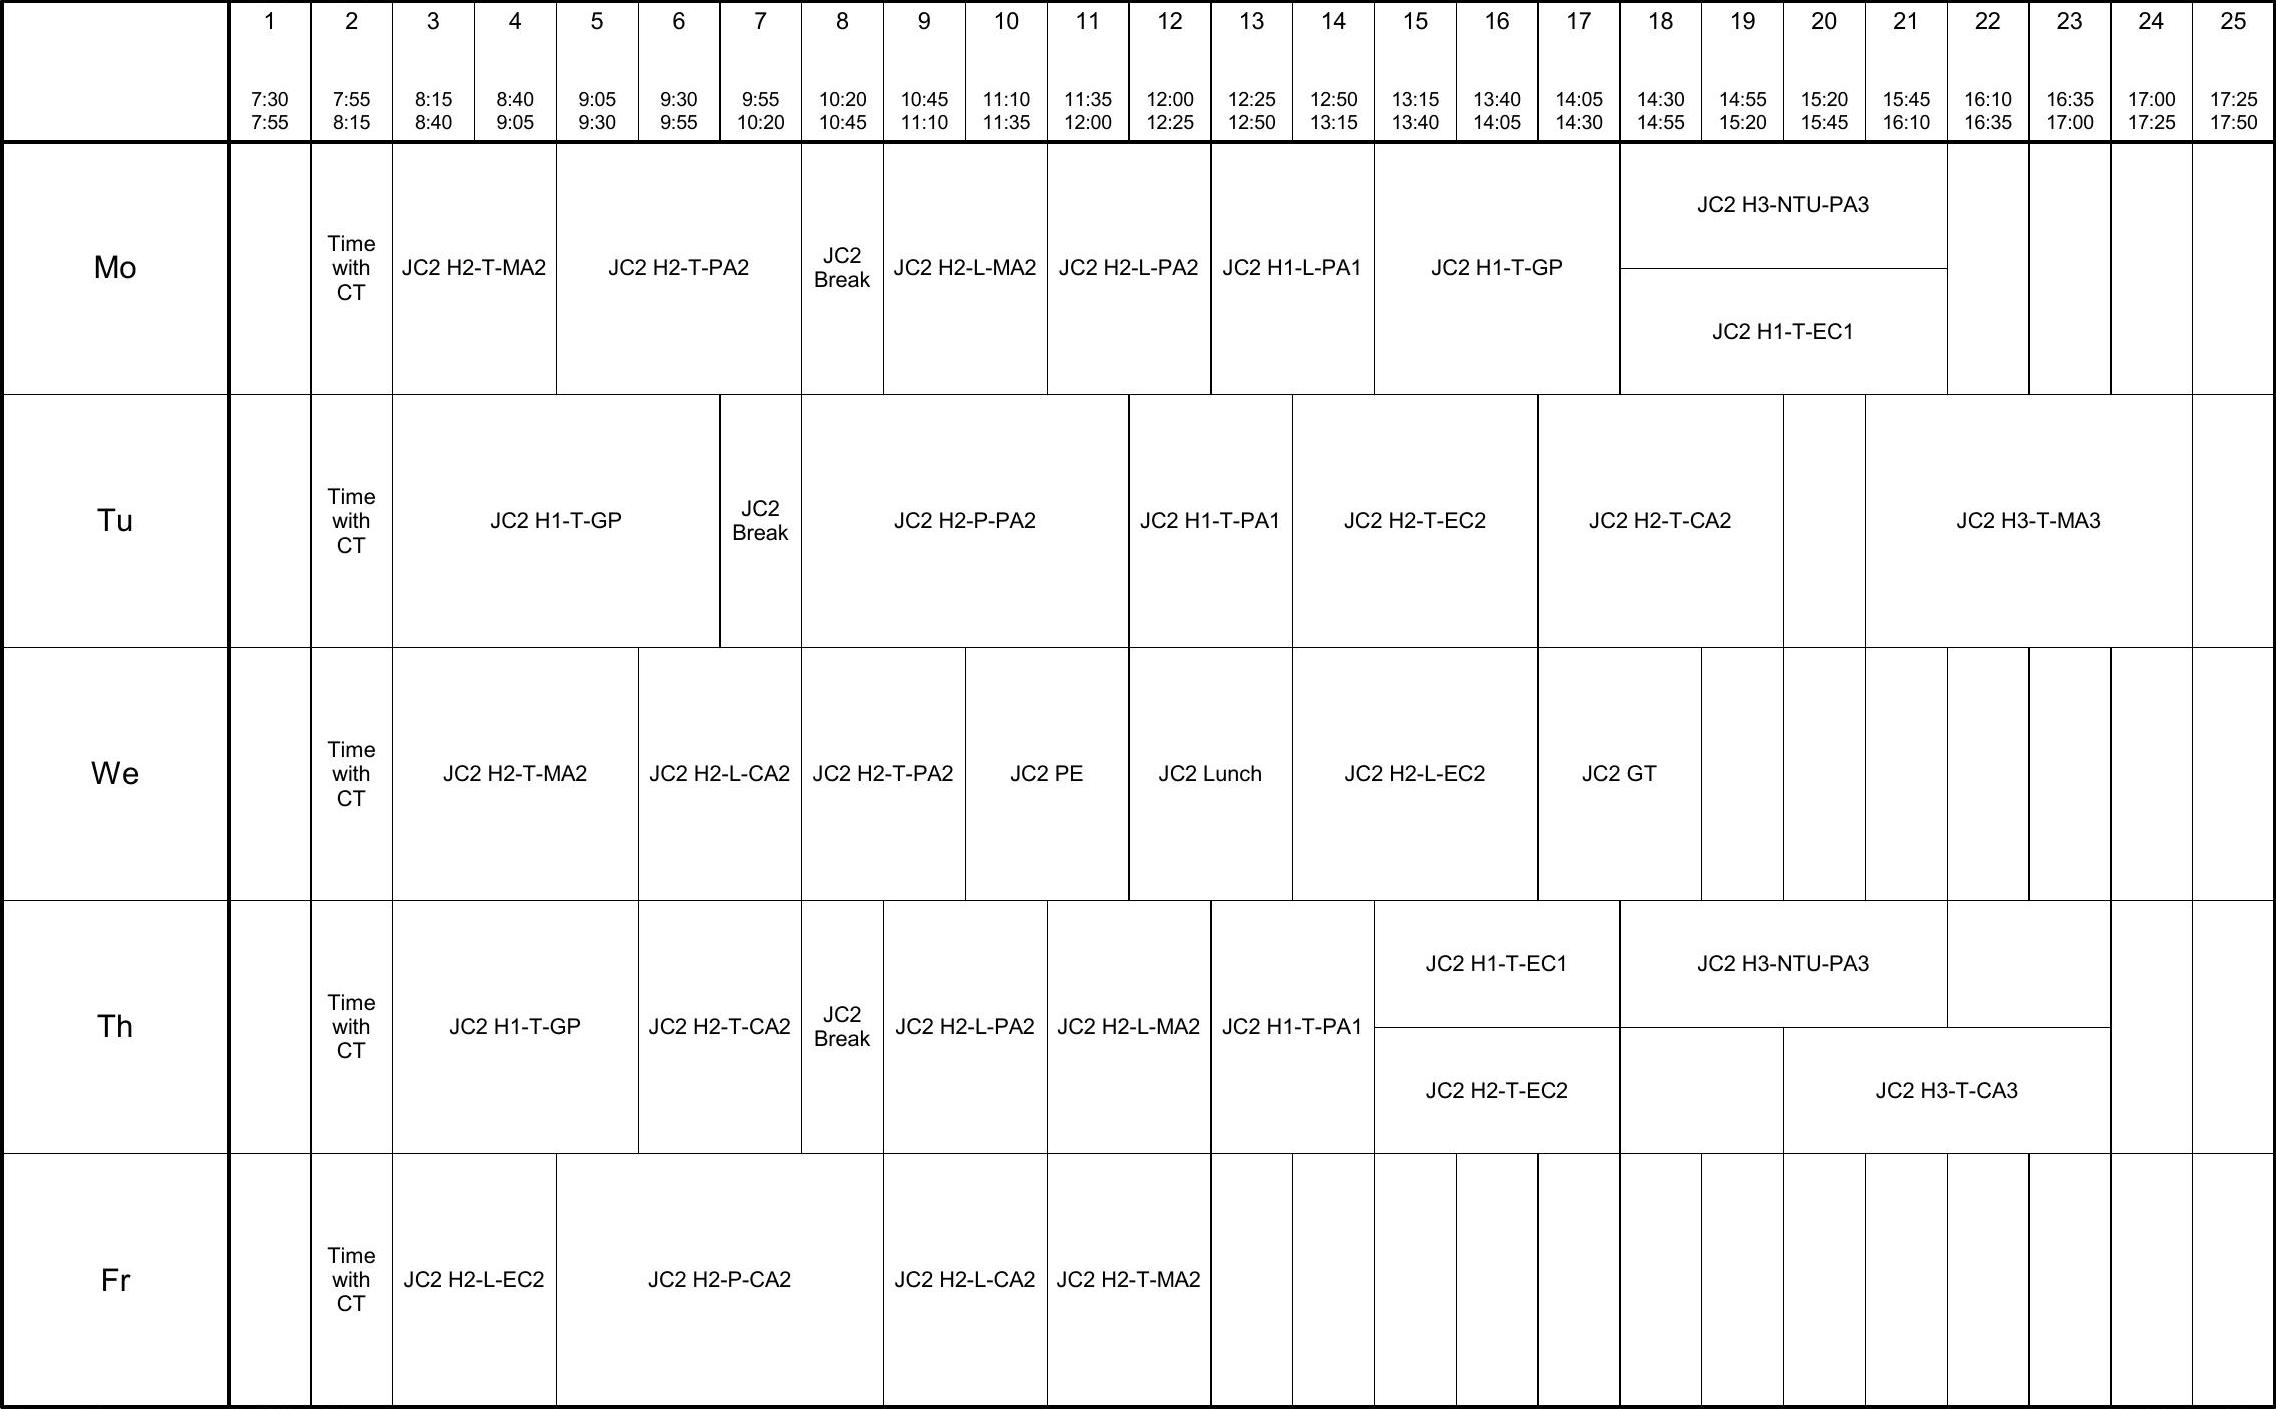 1 2 3 4 5 6 7 8 9 10 11 12 13 14 15 16 17 18 19 20 21 22 23 24 25
7:30 7:55 8:15 8:40 9:05 9:30 9:55 10:20 10:45 11:10 11:35 12:00 12:25 12:50 13:15 13:40 14:05 14:30 14:55 15:20 15:45 16:10 16:35 17:00 17:25
7:55 8:15 8:40 9:05 9:30 9:55 10:20 10:45 11:10 11:35 12:00 12:25 12:50 13:15 13:40 14:05 14:30 14:55 15:20 15:45 16:10 16:35 17:00 17:25 17:50
Mo
Time
with
CT
JC2 H2-T-MA2
JC2 H2-T-PA2
JC2
Break
JC2 H2-L-MA2
JC2 H2-L-PA2
JC2 H1-L-PA1
JC2 H1-T-GP
JC2 H3-NTU-PA3
JC2 H1-T-EC1
Tu
Time
with
CT
JC2 H1-T-GP
JC2
Break
JC2 H2-P-PA2
JC2 H1-T-PA1
JC2 H2-T-EC2
JC2 H2-T-CA2
JC2 H3-T-MA3
We
Time
with
CT
JC2 H2-T-MA2
JC2 H2-L-CA2
JC2 H2-T-PA2
JC2 PE
JC2 Lunch
JC2 H2-L-EC2
JC2 GT
Th
Time
with
CT
JC2 H1-T-GP
JC2 H2-T-CA2
JC2
Break
JC2 H2-L-PA2
JC2 H2-L-MA2
JC2 H1-T-PA1
JC2 H1-T-EC1
JC2 H2-T-EC2
JC2 H3-NTU-PA3
JC2 H3-T-CA3
Fr
Time
with
CT
JC2 H2-L-EC2
JC2 H2-P-CA2
JC2 H2-L-CA2
JC2 H2-T-MA2